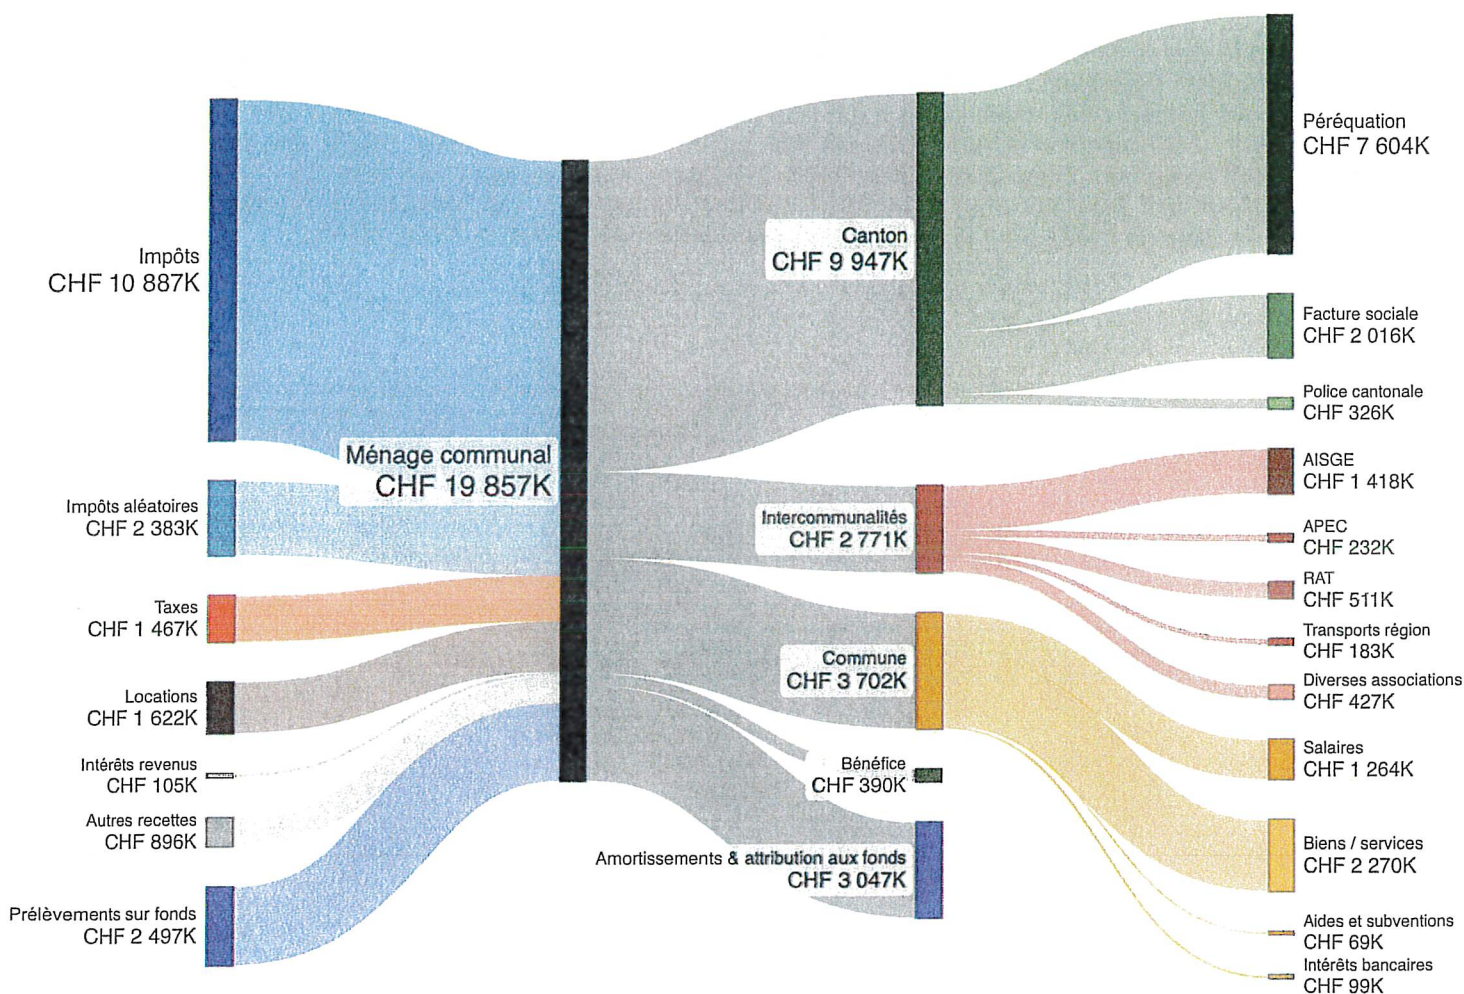 Impôts
CHF 10 887K
Impôts aléatoires
CHF 2 383K
Taxes
CHF 1 467K
Locations
CHF 1 622K
Intérêts revenus
CHF 105K
Autres recettes
CHF 896K
Prélèvements sur fonds
CHF 2 497K
Ménage communal
CHF 19 857K
Canton
CHF 9 947K
Intercommunalités
CHF 2 771K
Commune
CHF 3 702K
Bénéfice
CHF 390K
Amortissements & attribution aux fonds
CHF 3 047K
Péréquation
CHF 7 604K
Facture sociale
CHF 2 016K
Police cantonale
CHF 326K
AISGE
CHF 1 418K
APEC
CHF 232K
RAT
CHF 511K
Transports région
CHF 183K
Diverses associations
CHF 427K
Salaires
CHF 1 264K
Biens / services
CHF 2 270K
Aides et subventions
CHF 69K
Intérêts bancaires
CHF 99K